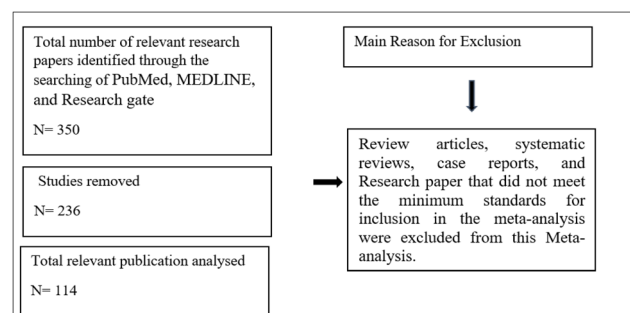 Total number of relevant research
papers identified through the
searching of PubMed, MEDLINE,
and Research gate
N= 350
Studies removed
N= 236
Total relevant publication analysed
N= 114
Main Reason for Exclusion
Review articles, systematic
reviews, case reports, and
Research paper that did not meet
the minimum standards for
inclusion in the meta-analysis
were excluded from this Meta-
analysis.